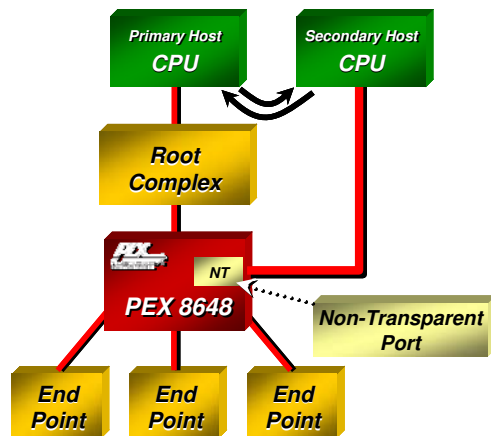 Primary Host
CPU
Secondary Host
CPU
Root
Complex
PEX
NT
PEX 8648
Non-Transparent
Port
End
Point
End
Point
End
Point